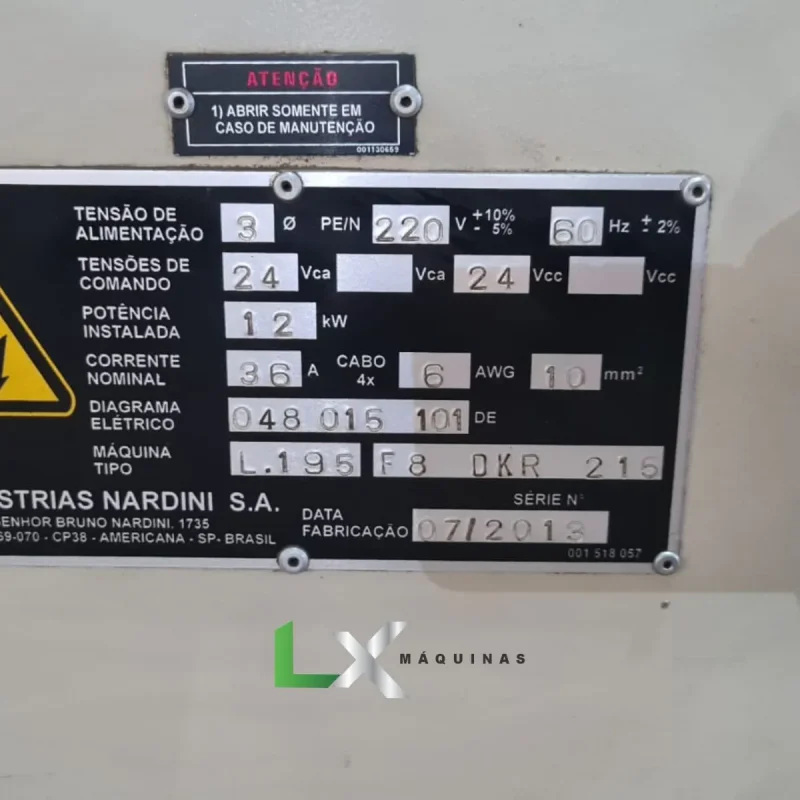 ATENÇÃO
1) ABRIR SOMENTE EM
CASO DE MANUTENÇÃO
001130659
TENSÃO DE
ALIMENTAÇÃO 3 Ø PE/N 220 V +10% - 5% 60 Hz ± 2%
TENSÕES DE
COMANDO 24 Vca Vca 24 Vcc Vcc
POTÊNCIA
INSTALADA 12 kW
CORRENTE
NOMINAL 36 A CABO 4x 6 AWG 10 mm²
DIAGRAMA
ELÉTRICO 048 015 101 DE
MÁQUINA
TIPO L.195 F8 DKR 215
STRIAS NARDINI S.A. SÉRIE Nº
ENHOR BRUNO NARDINI, 1735 DATA
59-070 - CP38 - AMERICANA - SP- BRASIL FABRICAÇÃO 07/2013
001 518 057
LX MÁQUINAS